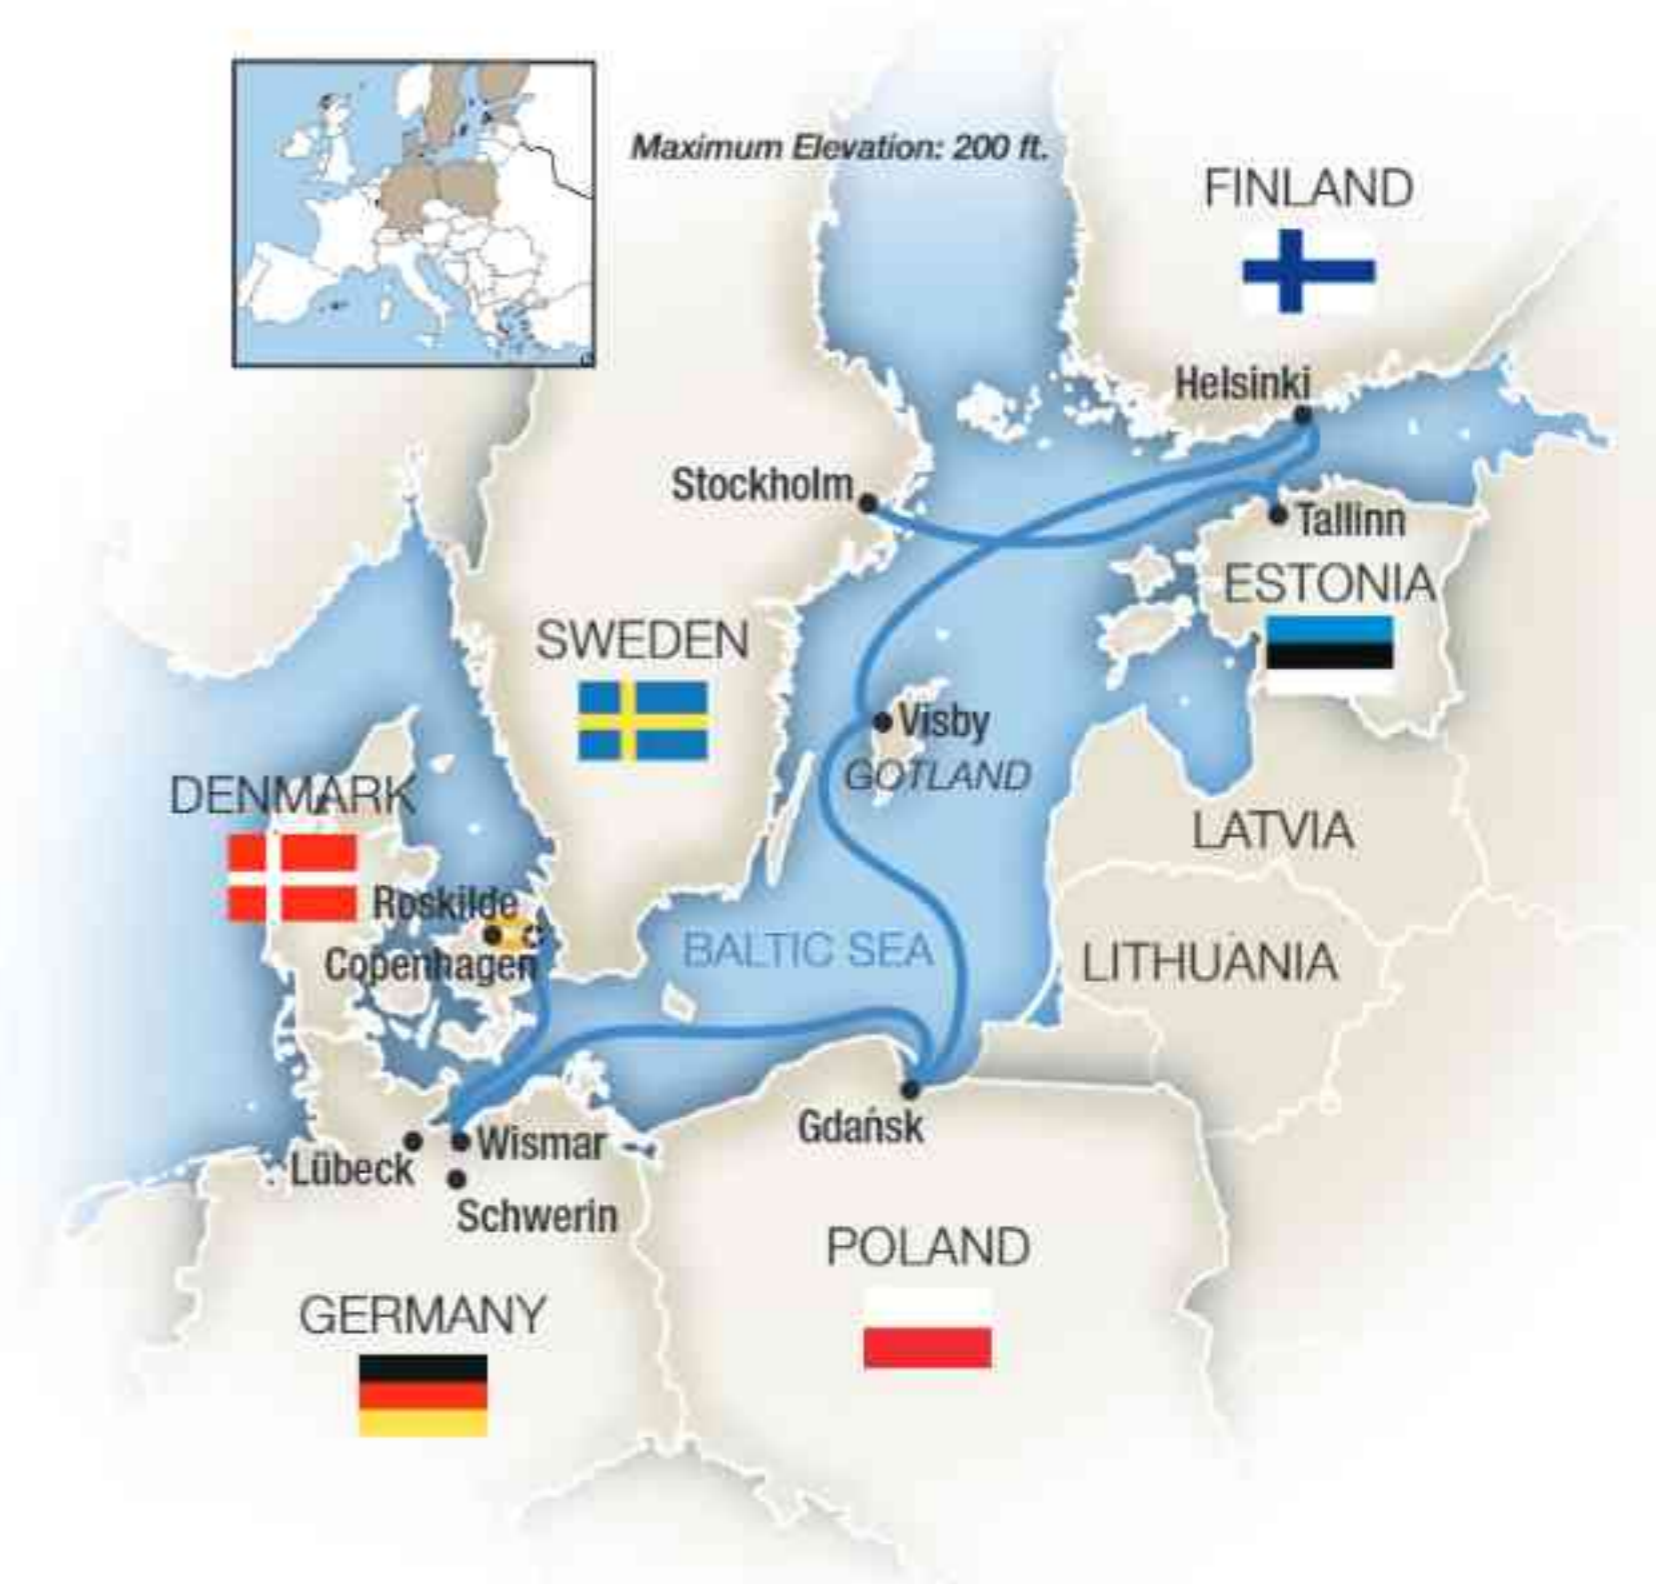 Maximum Elevation: 200 ft.
FINLAND
Helsinki
Stockholm
Tallinn
ESTONIA
SWEDEN
Visby
GOTLAND
DENMARK
LATVIA
Roskilde
Copenhagen
BALTIC SEA
LITHUANIA
Gdańsk
Wismar
Lübeck
Schwerin
POLAND
GERMANY